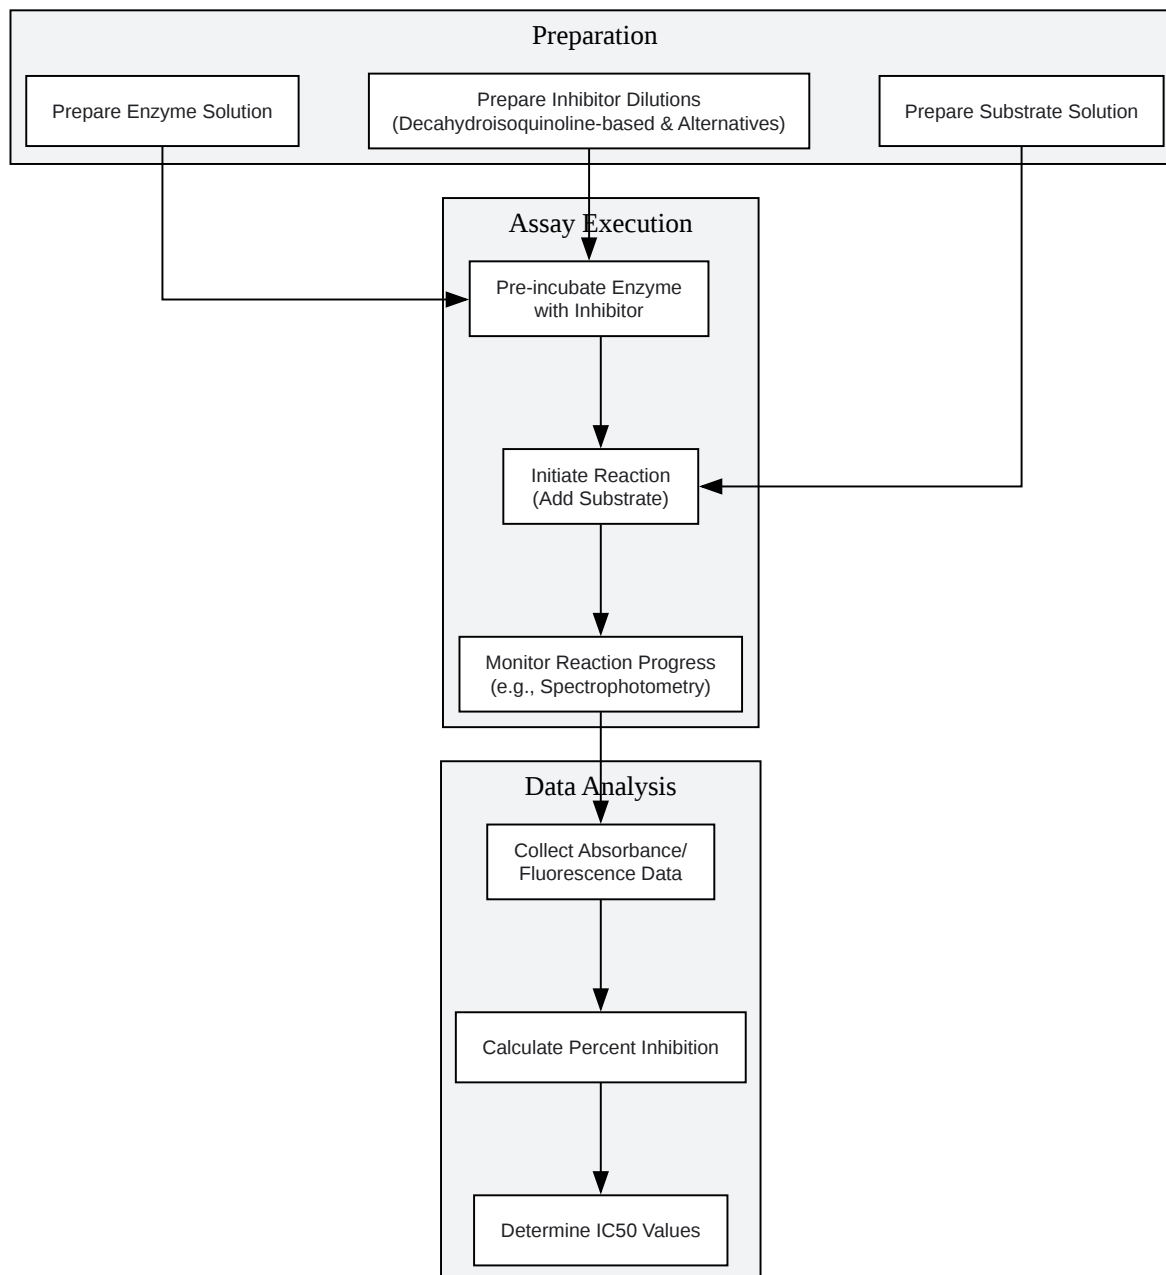 Preparation
Prepare Enzyme Solution
Prepare Inhibitor Dilutions
(Decahydroisoquinoline-based & Alternatives)
Prepare Substrate Solution
Assay Execution
Pre-incubate Enzyme
with Inhibitor
Initiate Reaction
(Add Substrate)
Monitor Reaction Progress
(e.g., Spectrophotometry)
Data Analysis
Collect Absorbance/
Fluorescence Data
Calculate Percent Inhibition
Determine IC50 Values